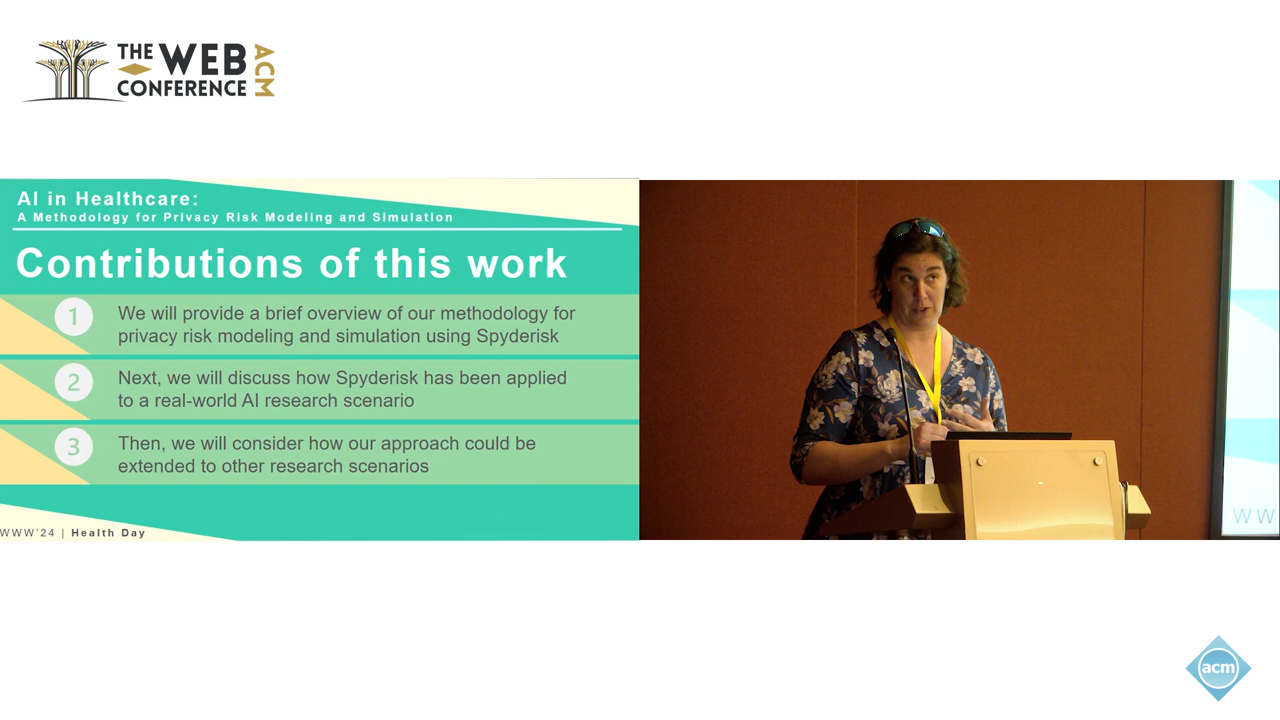 THE WEB
CONFERENCE
ACM
AI in Healthcare:
A Methodology for Privacy Risk Modeling and Simulation
Contributions of this work
1
We will provide a brief overview of our methodology for
privacy risk modeling and simulation using Spyderisk
2
Next, we will discuss how Spyderisk has been applied
to a real-world AI research scenario
3
Then, we will consider how our approach could be
extended to other research scenarios
WWW'24 | Health Day
WW
acm